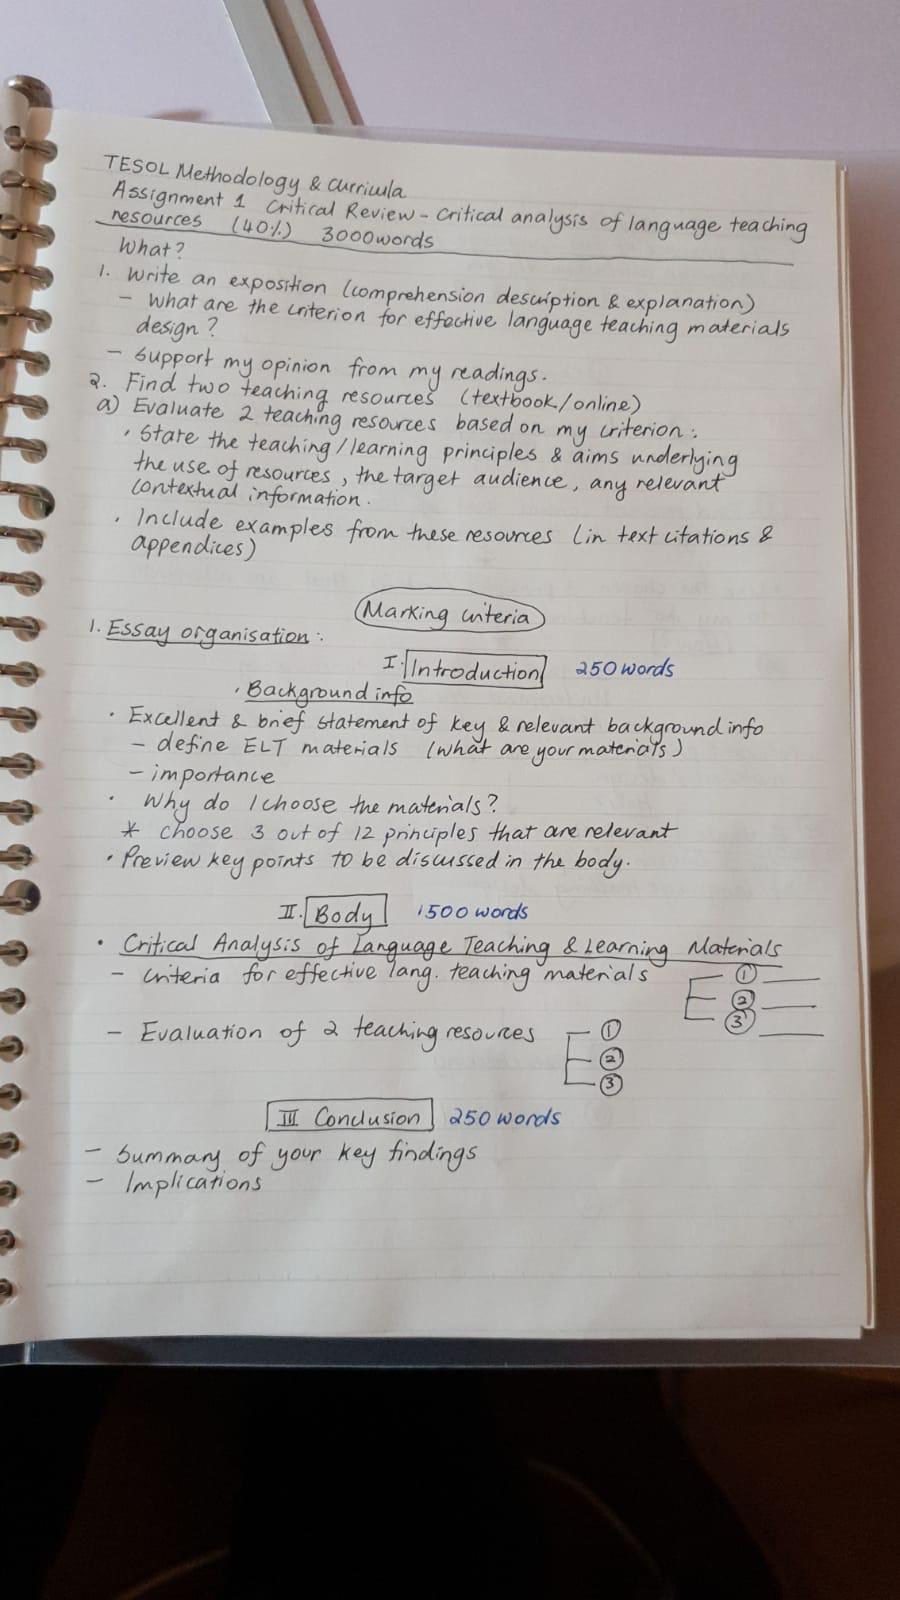 TESOL Methodology & Curricula
Assignment 1 Critical Review - Critical analysis of language teaching
resources (40%) 3000words
What?
1. Write an exposition (comprehension description & explanation)
- What are the criterion for effective language teaching materials
design?
- Support my opinion from my readings.
2. Find two teaching resources (textbook/online)
a) Evaluate 2 teaching resources based on my criterion:
• State the teaching/learning principles & aims underlying
the use of resources, the target audience, any relevant
contextual information.
• Include examples from these resources (in text citations &
appendices)
Marking criteria
1. Essay organisation:
I. Introduction 250words
• Background info
• Excellent & brief statement of key & relevant background info
- define ELT materials (what are your materials)
- importance
• Why do I choose the materials?
* choose 3 out of 12 principles that are relevant
• Preview key points to be discussed in the body.
II. Body 1500 words
• Critical Analysis of Language Teaching & Learning Materials
- criteria for effective lang. teaching materials ①
②
③
- Evaluation of 2 teaching resources ①
②
③
III Conclusion 250 words
- Summary of your key findings
- Implications